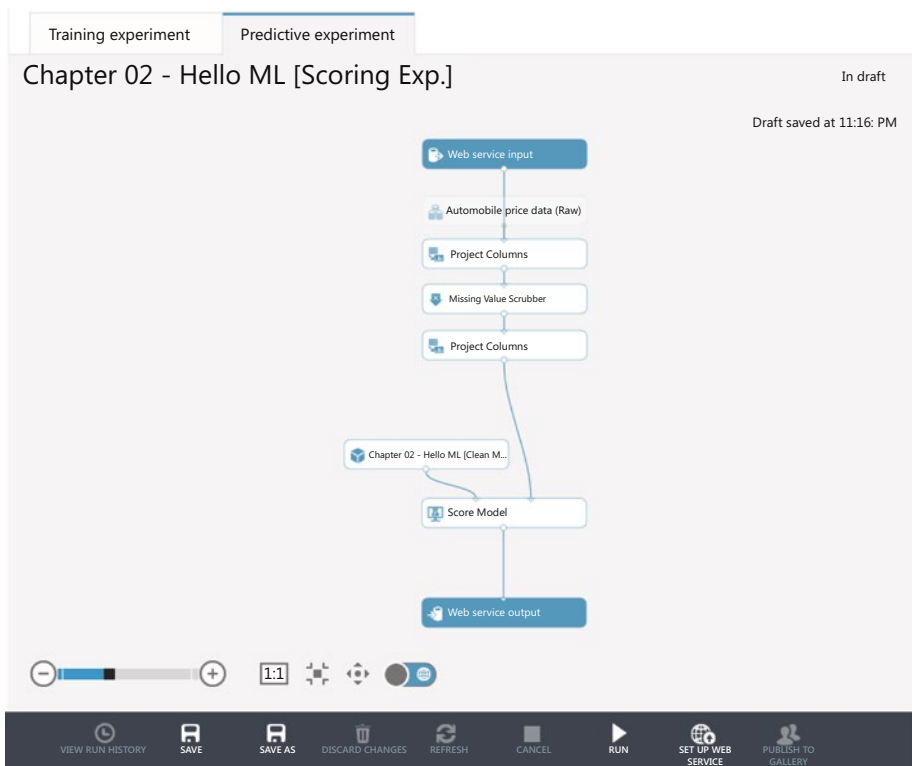 Training experiment
Predictive experiment
Chapter 02 - Hello ML [Scoring Exp.]
In draft
Draft saved at 11:16: PM
Web service input
Automobile price data (Raw)
Project Columns
Missing Value Scrubber
Project Columns
Chapter 02 - Hello ML [Clean M...
Score Model
Web service output
1:1
VIEW RUN HISTORY
SAVE
SAVE AS
DISCARD CHANGES
REFRESH
CANCEL
RUN
SET UP WEB
SERVICE
PUBLISH TO
GALLERY